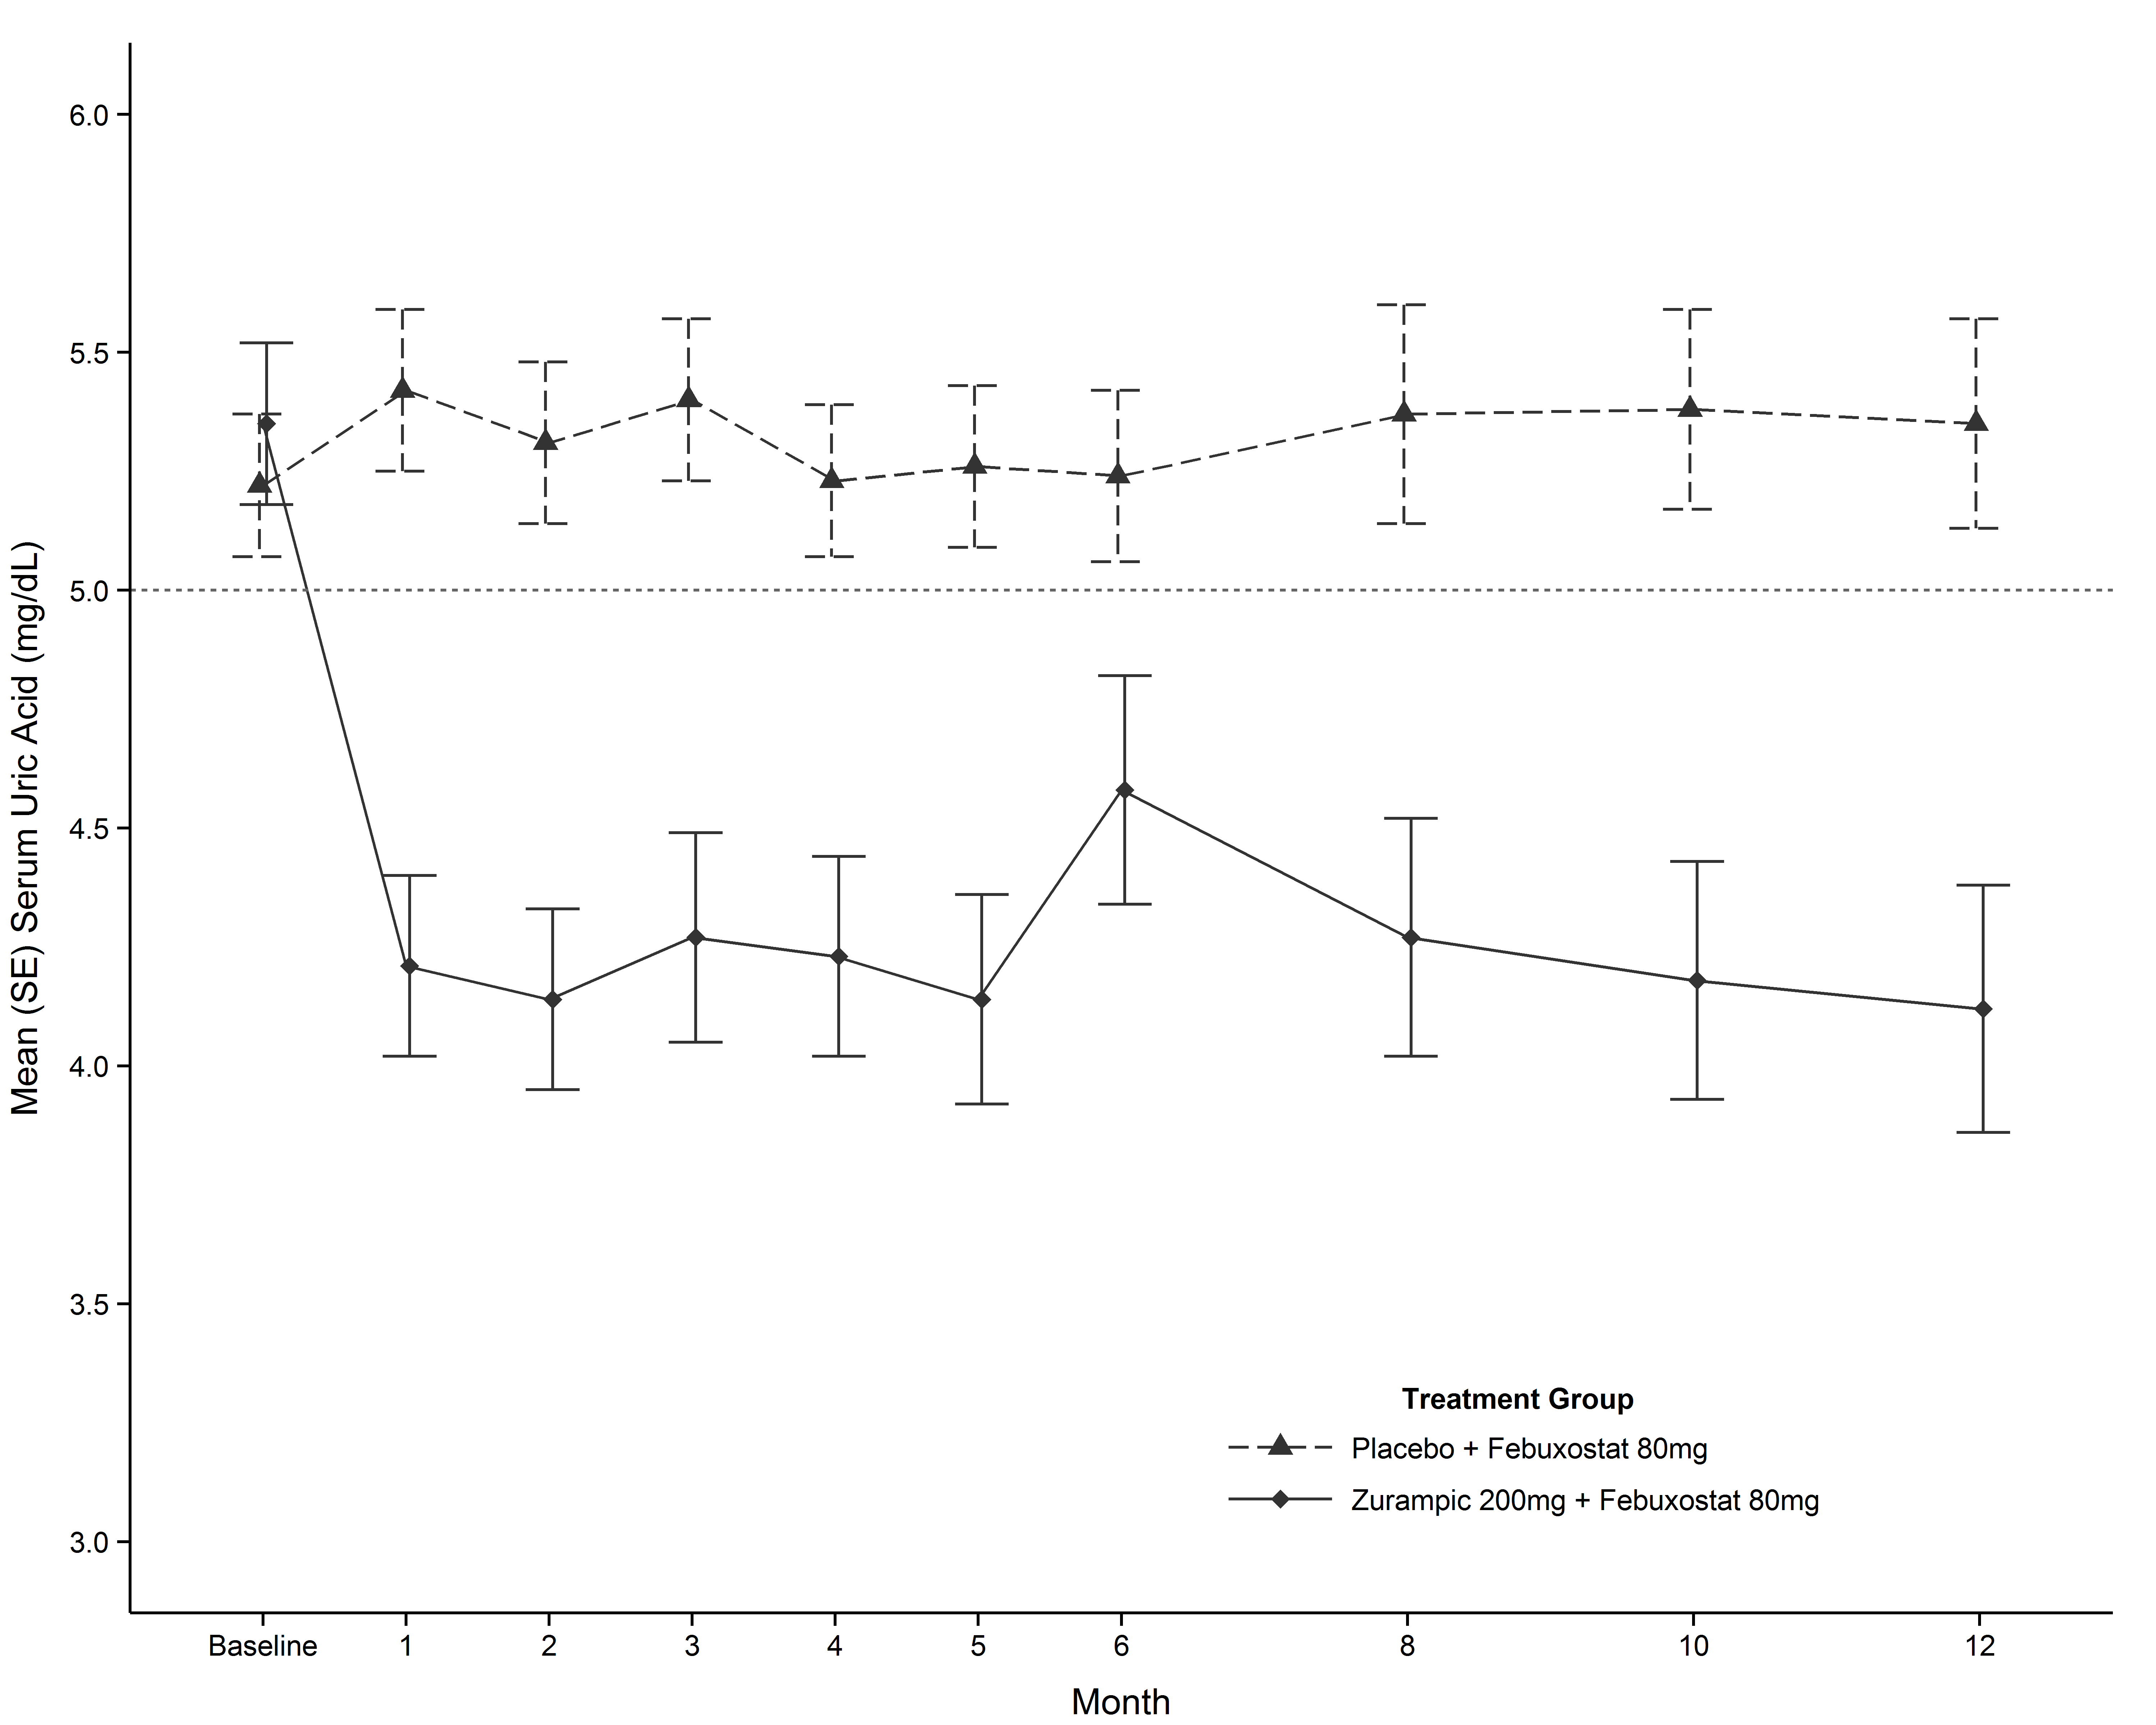 Mean (SE) Serum Uric Acid (mg/dL)
6.0
5.5
5.0
4.5
4.0
3.5
3.0
Treatment Group
Placebo + Febuxostat 80mg
Zurampic 200mg + Febuxostat 80mg
Baseline 1 2 3 4 5 6 8 10 12
Month